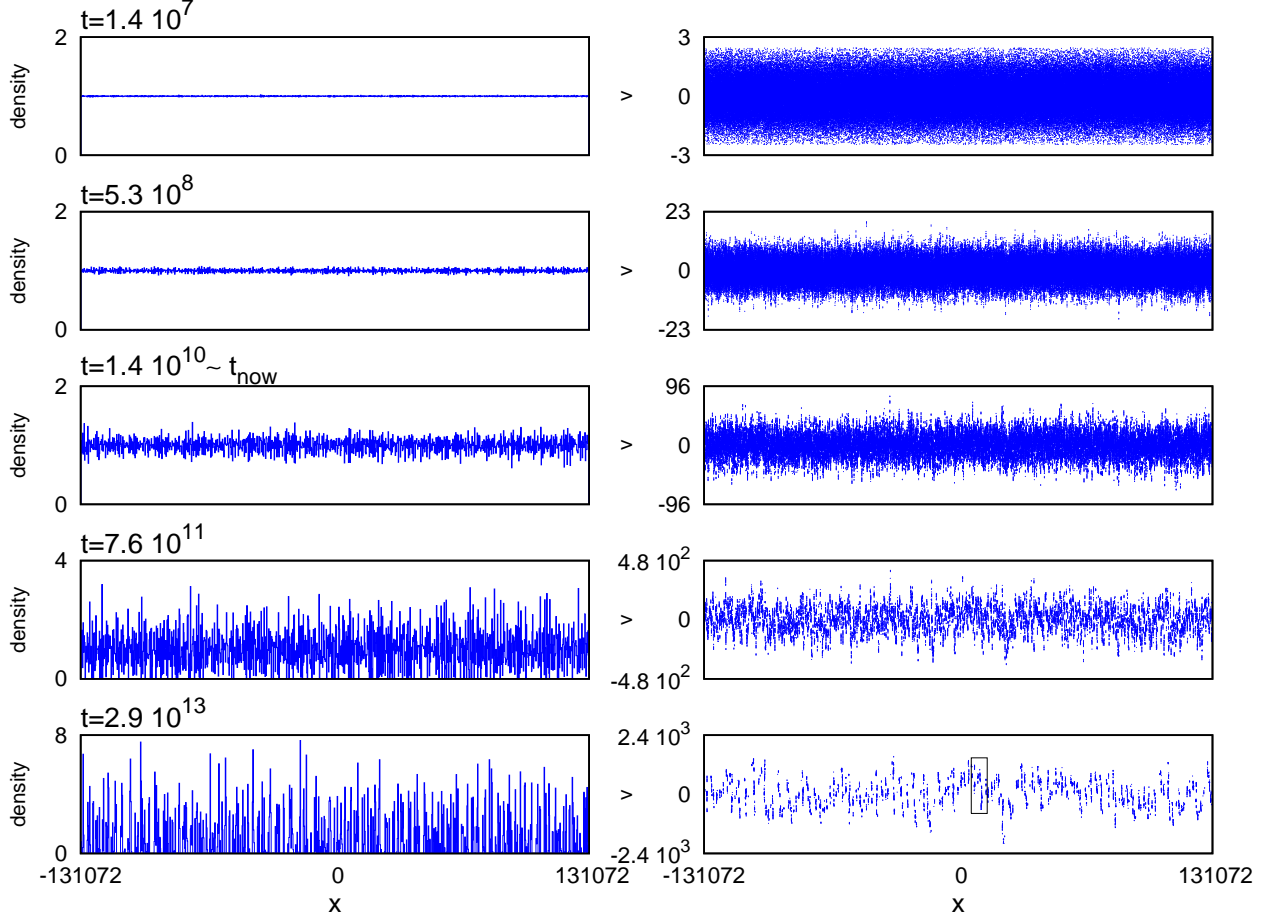 t=1.4 10^7
2
density
0
3
v
0
-3
t=5.3 10^8
2
density
0
23
v
0
-23
t=1.4 10^10 ~ t_now
2
density
0
96
v
0
-96
t=7.6 10^11
4
density
0
4.8 10^2
v
0
-4.8 10^2
t=2.9 10^13
8
density
0
-131072 0 131072
x
2.4 10^3
v
0
-2.4 10^3
-131072 0 131072
x